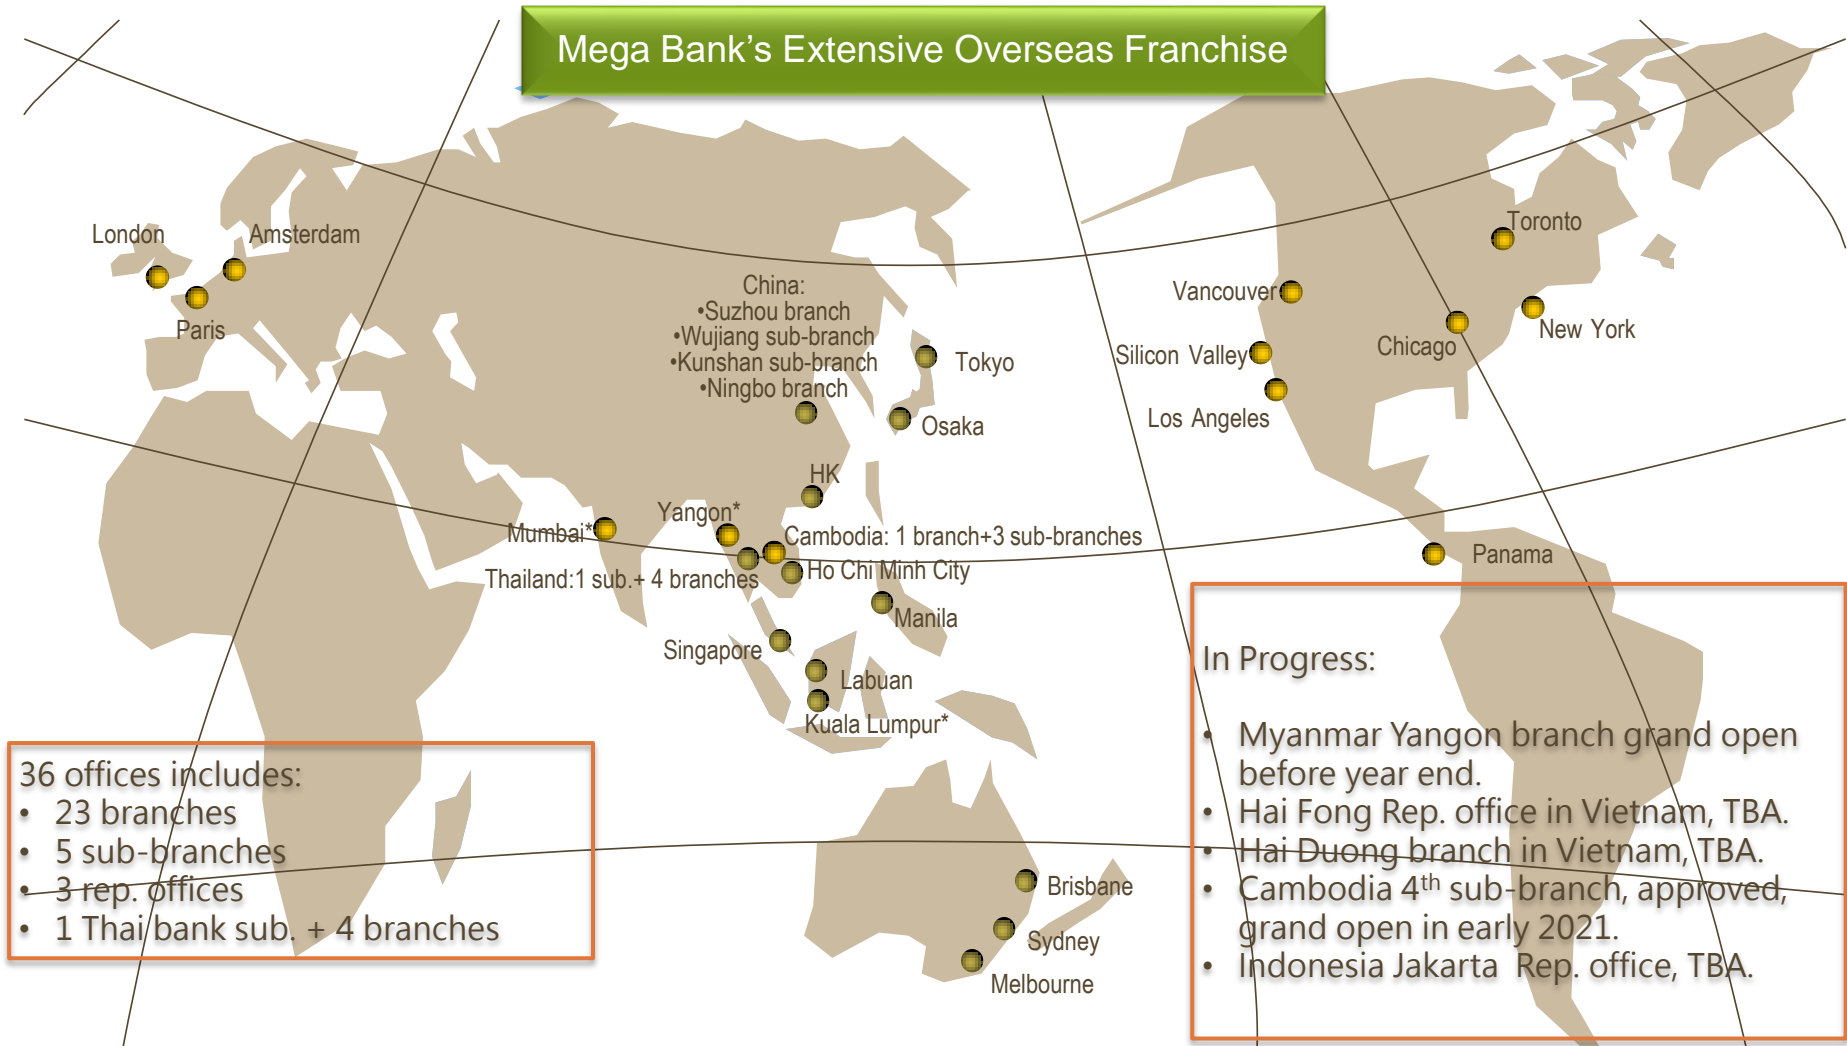 Mega Bank’s Extensive Overseas Franchise
London
Amsterdam
Paris
China:
•Suzhou branch
•Wujiang sub-branch
•Kunshan sub-branch
•Ningbo branch
Tokyo
Osaka
HK
Yangon*
Mumbai*
Cambodia: 1 branch+3 sub-branches
Thailand:1 sub.+ 4 branches
Ho Chi Minh City
Manila
Singapore
Labuan
Kuala Lumpur*
Brisbane
Sydney
Melbourne
Toronto
Vancouver
New York
Chicago
Silicon Valley
Los Angeles
Panama
36 offices includes:
• 23 branches
• 5 sub-branches
• 3 rep. offices
• 1 Thai bank sub. + 4 branches
In Progress:
• Myanmar Yangon branch grand open
before year end.
• Hai Fong Rep. office in Vietnam, TBA.
• Hai Duong branch in Vietnam, TBA.
• Cambodia 4th sub-branch, approved,
grand open in early 2021.
• Indonesia Jakarta Rep. office, TBA.